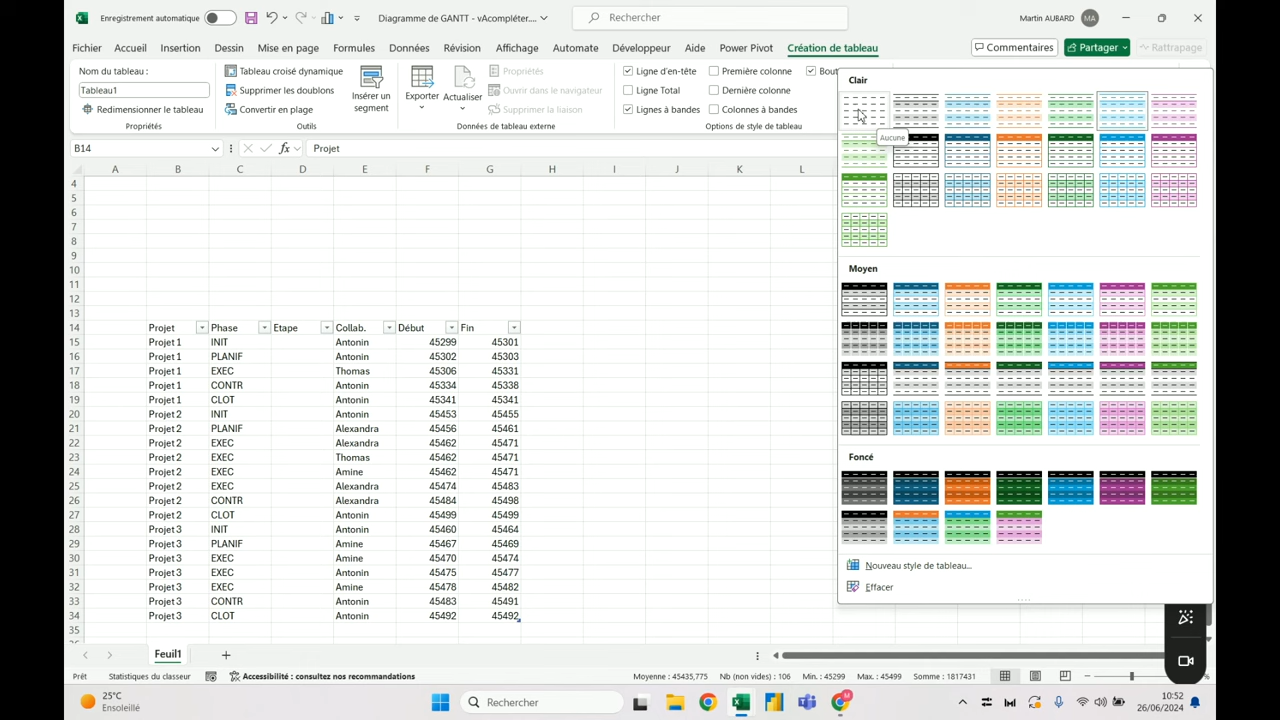 Enregistrement automatique
Diagramme de GANTT - vACompléter....
Rechercher
Martin AUBARD
MA
Fichier Accueil Insertion Dessin Mise en page Formules Données Révision Affichage Automate Développeur Aide Power Pivot Création de tableau
Commentaires
Partager
Rattrapage
Nom du tableau :
Tableau1
Redimensionner le tableau
Propriétés
Tableau croisé dynamique
Supprimer les doublons
Convertir en
Outils
Insérer un segment
Exporter
Actualiser
Propriétés
Ouvrir dans le navigateur
Supprimer la liaison
ées de tableau externe
Ligne d'en-tête
Ligne Total
Lignes à bandes
Première colonne
Dernière colonne
Colonnes à bandes
Bout
Options de style de tableau
Clair
Aucune
Moyen
Foncé
Nouveau style de tableau...
Effacer
B14
fx
Projet
A B C D E F G H I J K L
4
5
6
7
8
9
10
11
12
13
14 Projet Phase Etape Collab. Début Fin
15 Projet 1 INIT Antonin 45299 45301
16 Projet 1 PLANIF Antonin 45302 45303
17 Projet 1 EXEC Thomas 45306 45331
18 Projet 1 CONTR Antonin 45334 45338
19 Projet 1 CLOT Antonin 45341 45341
20 Projet 2 INIT Antonin 45453 45455
21 Projet 2 PLANIF Alexandra 45456 45461
22 Projet 2 EXEC Alexandra 45462 45471
23 Projet 2 EXEC Thomas 45462 45471
24 Projet 2 EXEC Amine 45462 45471
25 Projet 2 EXEC Alexandra 45474 45483
26 Projet 2 CONTR Alexandra 45484 45498
27 Projet 2 CLOT Antonin 45499 45499
28 Projet 3 INIT Antonin 45460 45464
29 Projet 3 PLANIF Amine 45467 45469
30 Projet 3 EXEC Amine 45470 45474
31 Projet 3 EXEC Antonin 45475 45477
32 Projet 3 EXEC Amine 45478 45482
33 Projet 3 CONTR Antonin 45483 45491
34 Projet 3 CLOT Antonin 45492 45492
35
Feuil1
Prêt
Statistiques du classeur
Accessibilité : consultez nos recommandations
Moyenne : 45435,775
Nb (non vides) : 106
Min. : 45299
Max. : 45499
Somme : 1817431
25°C
Ensoleillé
Rechercher
10:52
26/06/2024